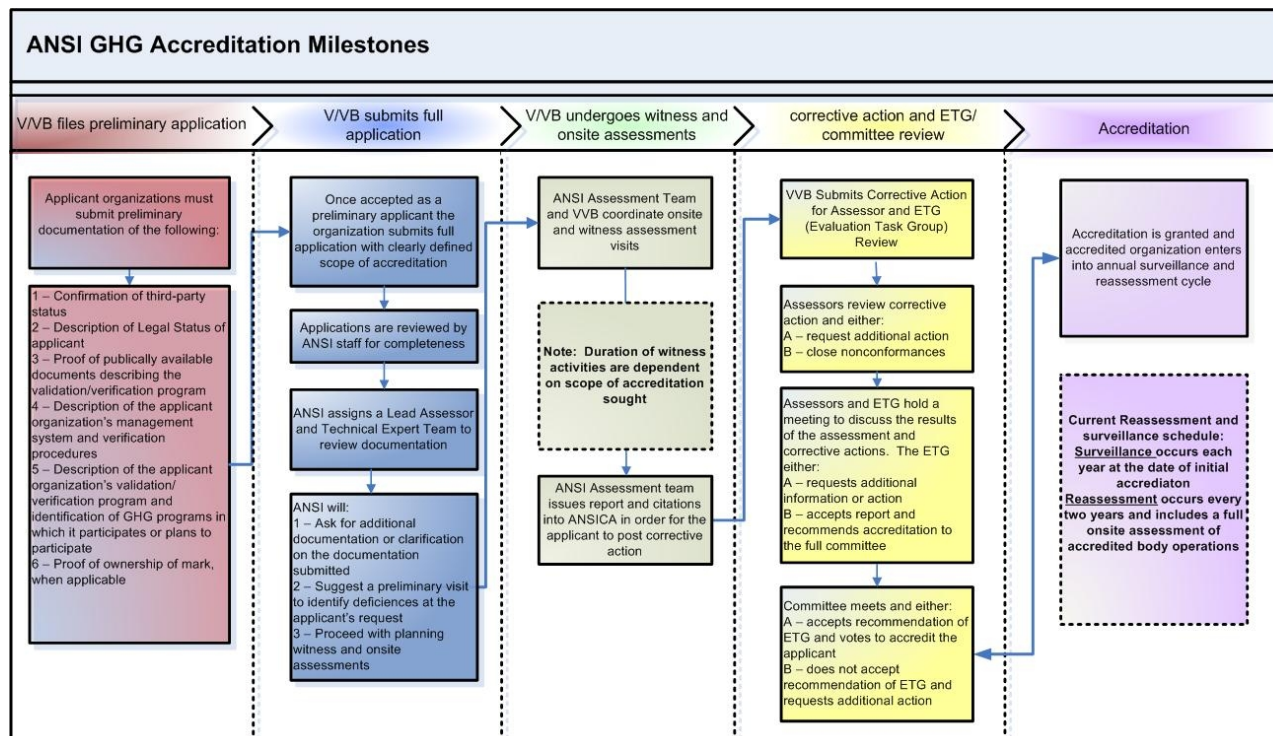 ANSI GHG Accreditation Milestones
V/VB files preliminary application
V/VB submits full
application
V/VB undergoes witness and
onsite assessments
corrective action and ETG/
committee review
Accreditation
Applicant organizations must
submit preliminary
documentation of the following:
1 – Confirmation of third-party
status
2 – Description of Legal Status of
applicant
3 – Proof of publically available
documents describing the
validation/verification program
4 – Description of the applicant
organization's management
system and verification
procedures
5 – Description of the applicant
organization's validation/
verification program and
identification of GHG programs in
which it participates or plans to
participate
6 – Proof of ownership of mark,
when applicable
Once accepted as a
preliminary applicant the
organization submits full
application with clearly defined
scope of accreditation
Applications are reviewed by
ANSI staff for completeness
ANSI assigns a Lead Assessor
and Technical Expert Team to
review documentation
ANSI will:
1 – Ask for additional
documentation or clarification
on the documentation
submitted
2 – Suggest a preliminary visit
to identify deficiences at the
applicant's request
3 – Proceed with planning
witness and onsite
assessments
ANSI Assessment Team
and VVB coordinate onsite
and witness assessment
visits
Note: Duration of witness
activities are dependent
on scope of accreditation
sought
ANSI Assessment team
issues report and citations
into ANSICA in order for the
applicant to post corrective
action
VVB Submits Corrective Action
for Assessor and ETG
(Evaluation Task Group)
Review
Assessors review corrective
action and either:
A – request additional action
B – close nonconformances
Assessors and ETG hold a
meeting to discuss the results
of the assessment and
corrective actions. The ETG
either:
A – requests additional
information or action
B – accepts report and
recommends accreditation to
the full committee
Committee meets and either:
A – accepts recommendation of
ETG and votes to accredit the
applicant
B – does not accept
recommendation of ETG and
requests additional action
Accreditation is granted and
accredited organization enters
into annual surveillance and
reassessment cycle
Current Reassessment and
surveillance schedule:
Surveillance occurs each
year at the date of initial
accrediaton
Reassessment occurs every
two years and includes a full
onsite assessment of
accredited body operations